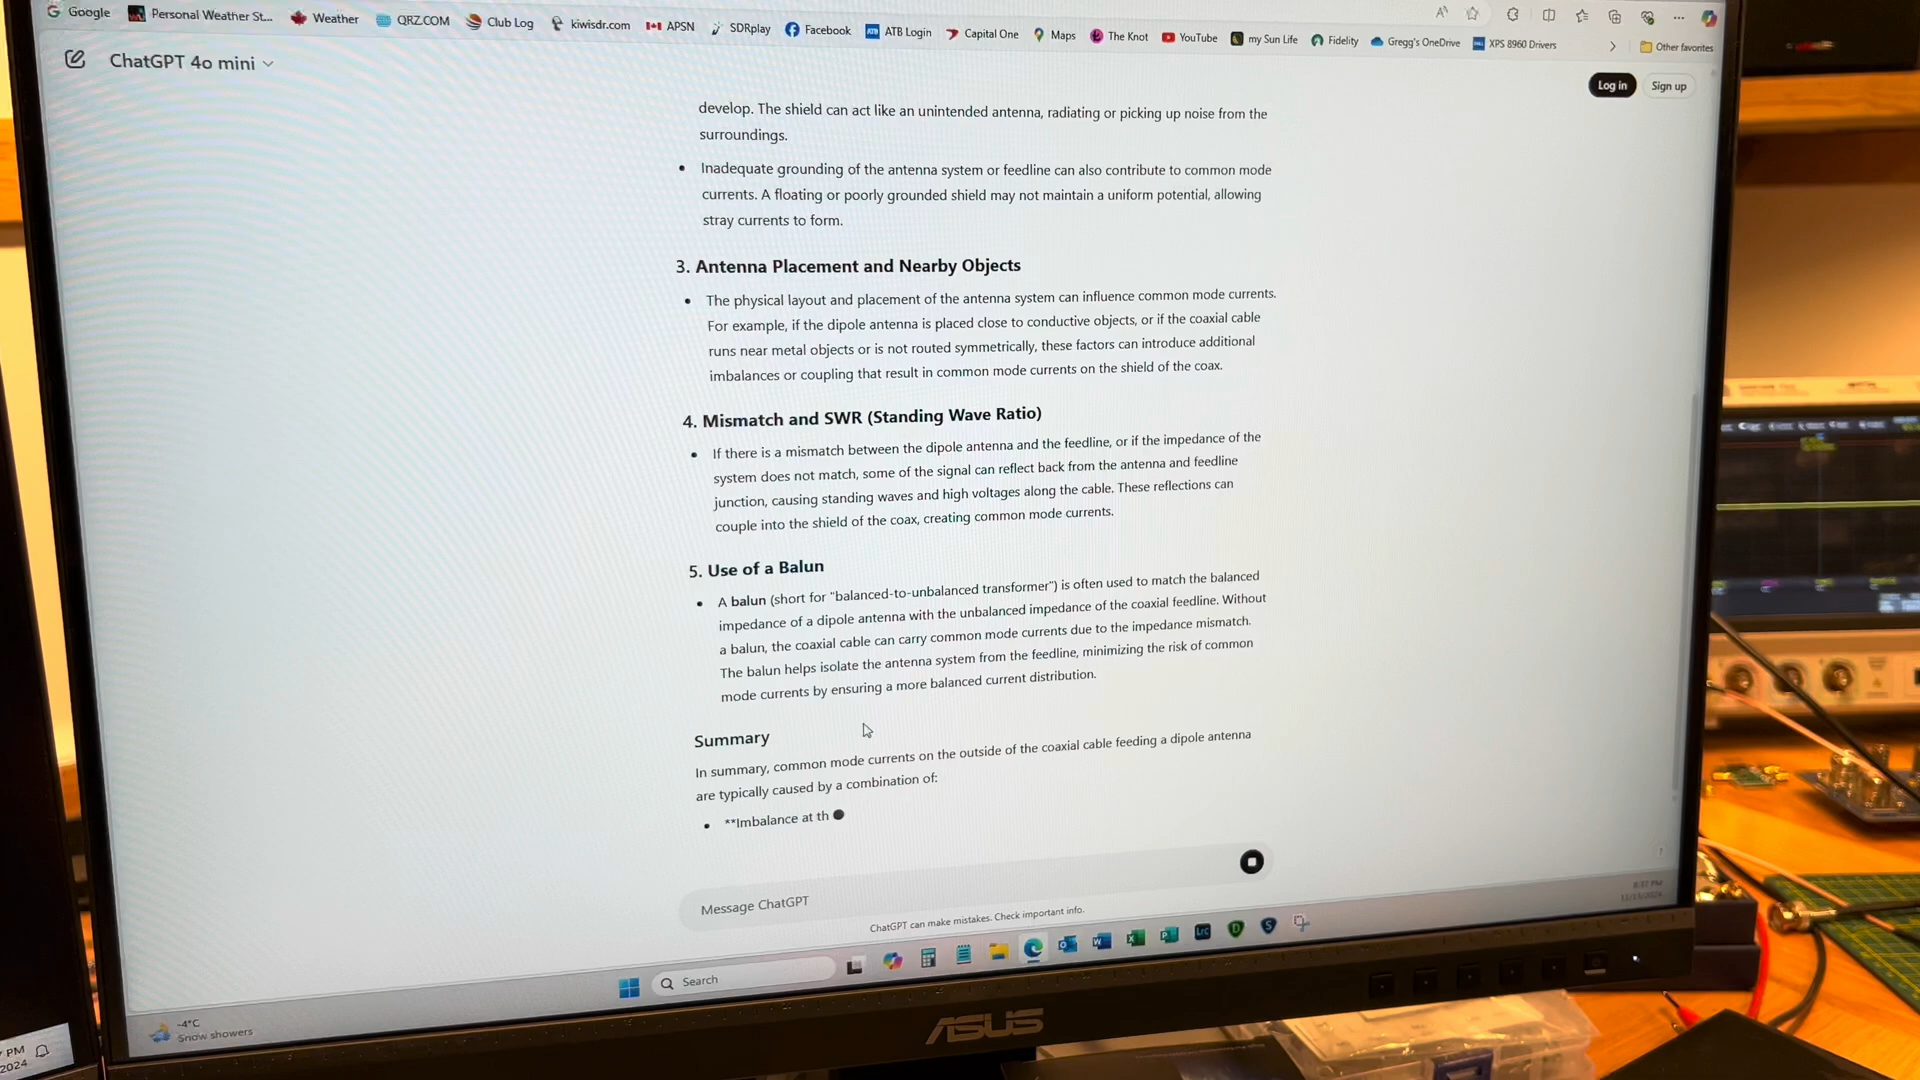 Google
Personal Weather St...
Weather
QRZ.COM
Club Log
kiwisdr.com
APSN
SDRplay
Facebook
ATB Login
Capital One
Maps
The Knot
YouTube
my Sun Life
Fidelity
Gregg's OneDrive
XPS 8960 Drivers
Other favorites
ChatGPT 4o mini
Log in
Sign up
develop. The shield can act like an unintended antenna, radiating or picking up noise from the
surroundings.
Inadequate grounding of the antenna system or feedline can also contribute to common mode
currents. A floating or poorly grounded shield may not maintain a uniform potential, allowing
stray currents to form.
3. Antenna Placement and Nearby Objects
The physical layout and placement of the antenna system can influence common mode currents.
For example, if the dipole antenna is placed close to conductive objects, or if the coaxial cable
runs near metal objects or is not routed symmetrically, these factors can introduce additional
imbalances or coupling that result in common mode currents on the shield of the coax.
4. Mismatch and SWR (Standing Wave Ratio)
If there is a mismatch between the dipole antenna and the feedline, or if the impedance of the
system does not match, some of the signal can reflect back from the antenna and feedline
junction, causing standing waves and high voltages along the cable. These reflections can
couple into the shield of the coax, creating common mode currents.
5. Use of a Balun
A balun (short for "balanced-to-unbalanced transformer") is often used to match the balanced
impedance of a dipole antenna with the unbalanced impedance of the coaxial feedline. Without
a balun, the coaxial cable can carry common mode currents due to the impedance mismatch.
The balun helps isolate the antenna system from the feedline, minimizing the risk of common
mode currents by ensuring a more balanced current distribution.
Summary
In summary, common mode currents on the outside of the coaxial cable feeding a dipole antenna
are typically caused by a combination of:
**Imbalance at th
Message ChatGPT
ChatGPT can make mistakes. Check important info.
Search
-4°C
Snow showers
PM
2024
ASUS